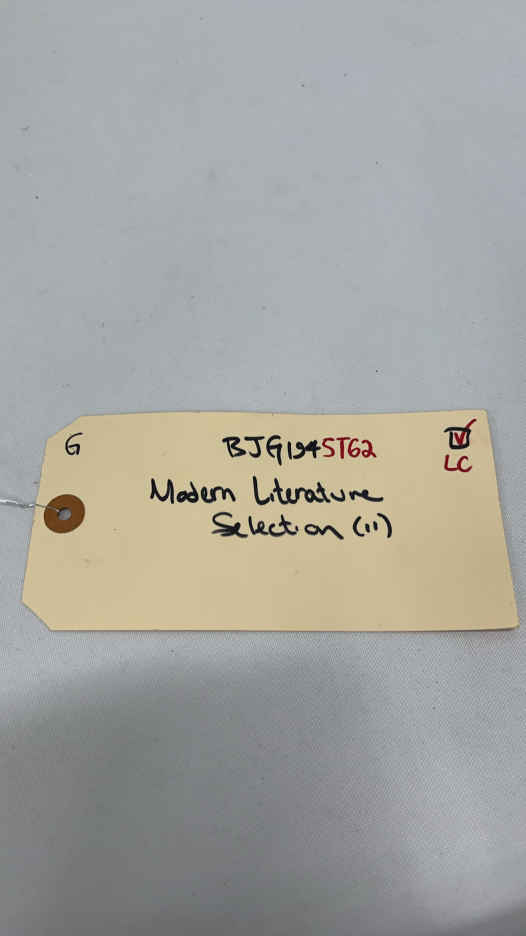 G
BJG194ST62
LC
Modern Literature
Selection (11)